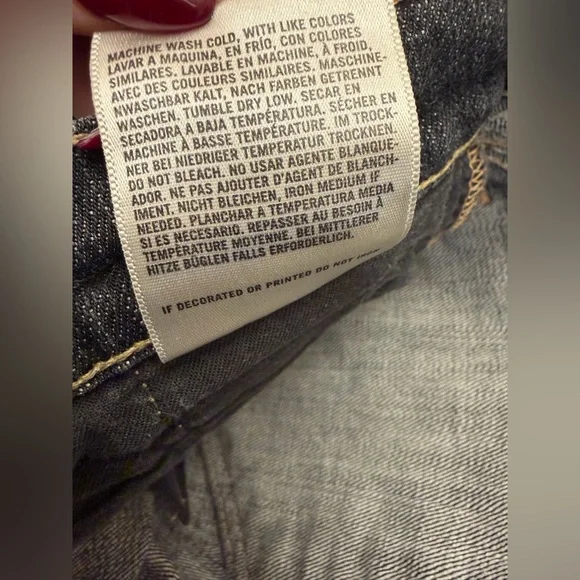 MACHINE WASH COLD, WITH LIKE COLORS
LAVAR A MAQUINA, EN FRÍO, CON COLORES
SIMILARES. LAVABLE EN MACHINE, À FROID,
AVEC DES COULEURS SIMILAIRES. MASCHINE-
NWASCHBAR KALT, NACH FARBEN GETRENNT
WASCHEN. TUMBLE DRY LOW. SECAR EN
SECADORA A BAJA TEMPERATURA. SÉCHER EN
MACHINE À BASSE TEMPÉRATURE. IM TROCK-
NER BEI NIEDRIGER TEMPERATUR TROCKNEN.
DO NOT BLEACH. NO USAR AGENTE BLANQUE-
ADOR. NE PAS AJOUTER D'AGENT DE BLANCH-
IMENT. NICHT BLEICHEN, IRON MEDIUM IF
NEEDED. PLANCHAR A TEMPERATURA MEDIA
SI ES NECESARIO. REPASSER AU BESOIN À
TEMPÉRATURE MOYENNE. BEI MITTLERER
HITZE BÜGLEN FALLS ERFORDERLICH.
IF DECORATED OR PRINTED DO NOT